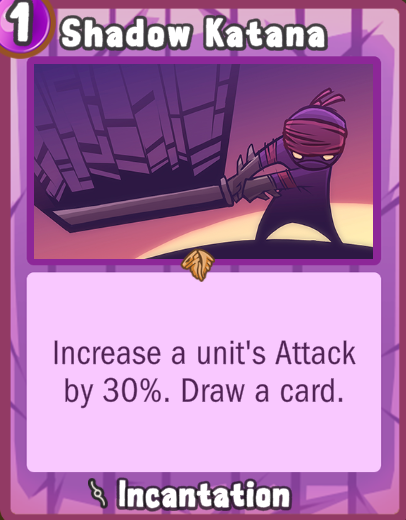 1
Shadow Katana
Increase a unit's Attack
by 30%. Draw a card.
Incantation